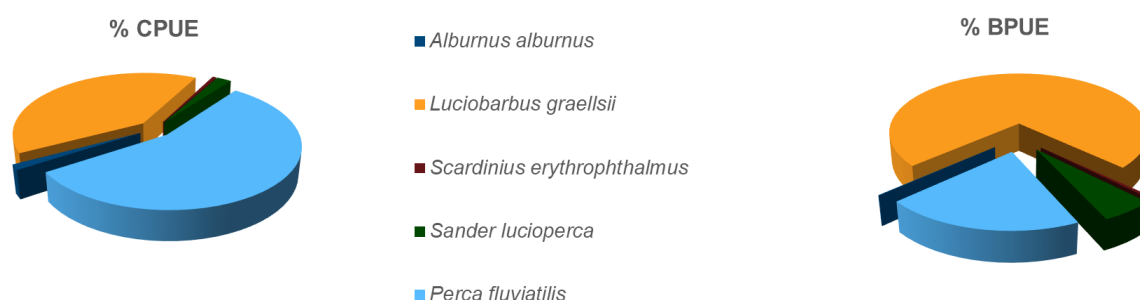 % CPUE
Alburnus alburnus
Luciobarbus graellsii
Scardinius erythrophthalmus
Sander lucioperca
Perca fluviatilis
% BPUE